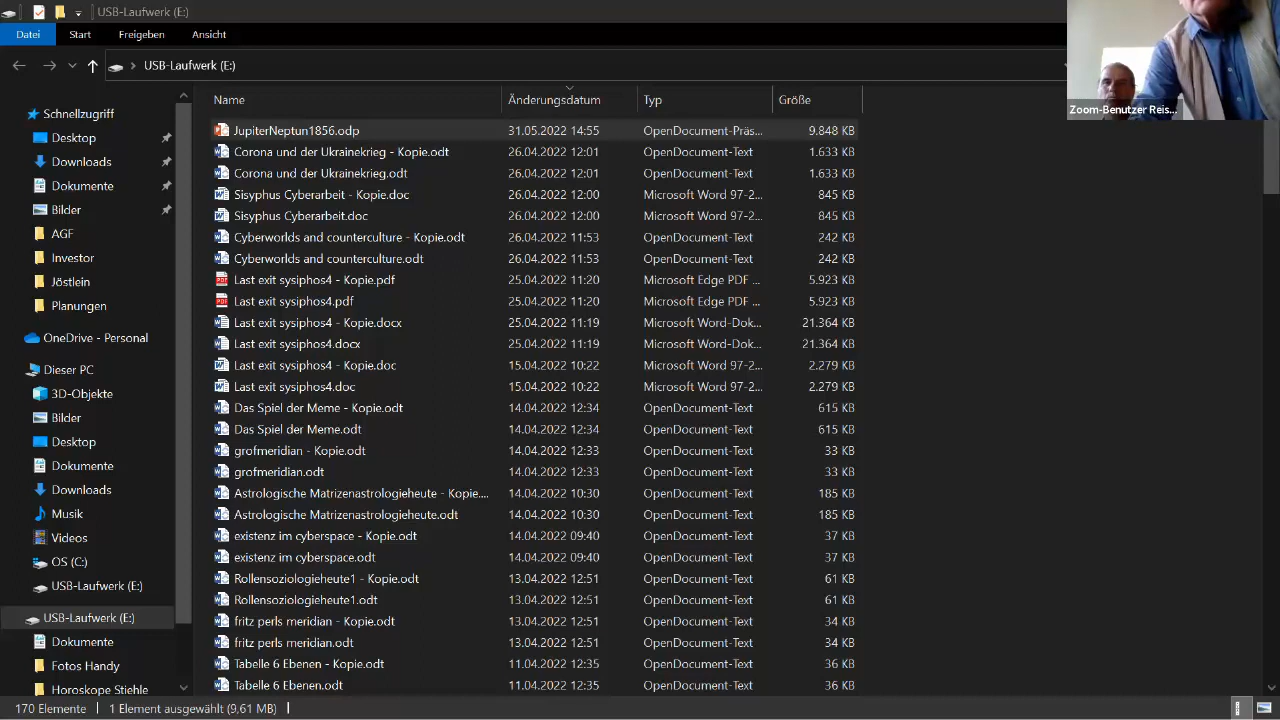 USB-Laufwerk (E:)
Datei Start Freigeben Ansicht
USB-Laufwerk (E:)
Zoom-Benutzer Reis...
Schnellzugriff
Desktop
Downloads
Dokumente
Bilder
AGF
Investor
Jöstlein
Planungen
OneDrive - Personal
Dieser PC
3D-Objekte
Bilder
Desktop
Dokumente
Downloads
Musik
Videos
OS (C:)
USB-Laufwerk (E:)
USB-Laufwerk (E:)
Dokumente
Fotos Handy
Horoskope Stiehle
Name Änderungsdatum Typ Größe
JupiterNeptun1856.odp 31.05.2022 14:55 OpenDocument-Präs... 9.848 KB
Corona und der Ukrainekrieg - Kopie.odt 26.04.2022 12:01 OpenDocument-Text 1.633 KB
Corona und der Ukrainekrieg.odt 26.04.2022 12:01 OpenDocument-Text 1.633 KB
Sisyphus Cyberarbeit - Kopie.doc 26.04.2022 12:00 Microsoft Word 97-2... 845 KB
Sisyphus Cyberarbeit.doc 26.04.2022 12:00 Microsoft Word 97-2... 845 KB
Cyberworlds and counterculture - Kopie.odt 26.04.2022 11:53 OpenDocument-Text 242 KB
Cyberworlds and counterculture.odt 26.04.2022 11:53 OpenDocument-Text 242 KB
Last exit sysiphos4 - Kopie.pdf 25.04.2022 11:20 Microsoft Edge PDF ... 5.923 KB
Last exit sysiphos4.pdf 25.04.2022 11:20 Microsoft Edge PDF ... 5.923 KB
Last exit sysiphos4 - Kopie.docx 25.04.2022 11:19 Microsoft Word-Dok... 21.364 KB
Last exit sysiphos4.docx 25.04.2022 11:19 Microsoft Word-Dok... 21.364 KB
Last exit sysiphos4 - Kopie.doc 15.04.2022 10:22 Microsoft Word 97-2... 2.279 KB
Last exit sysiphos4.doc 15.04.2022 10:22 Microsoft Word 97-2... 2.279 KB
Das Spiel der Meme - Kopie.odt 14.04.2022 12:34 OpenDocument-Text 615 KB
Das Spiel der Meme.odt 14.04.2022 12:34 OpenDocument-Text 615 KB
grofmeridian - Kopie.odt 14.04.2022 12:33 OpenDocument-Text 33 KB
grofmeridian.odt 14.04.2022 12:33 OpenDocument-Text 33 KB
Astrologische Matrizenastrologieheute - Kopie.... 14.04.2022 10:30 OpenDocument-Text 185 KB
Astrologische Matrizenastrologieheute.odt 14.04.2022 10:30 OpenDocument-Text 185 KB
existenz im cyberspace - Kopie.odt 14.04.2022 09:40 OpenDocument-Text 37 KB
existenz im cyberspace.odt 14.04.2022 09:40 OpenDocument-Text 37 KB
Rollensoziologieheute1 - Kopie.odt 13.04.2022 12:51 OpenDocument-Text 61 KB
Rollensoziologieheute1.odt 13.04.2022 12:51 OpenDocument-Text 61 KB
fritz perls meridian - Kopie.odt 13.04.2022 12:51 OpenDocument-Text 34 KB
fritz perls meridian.odt 13.04.2022 12:51 OpenDocument-Text 34 KB
Tabelle 6 Ebenen - Kopie.odt 11.04.2022 12:35 OpenDocument-Text 36 KB
Tabelle 6 Ebenen.odt 11.04.2022 12:35 OpenDocument-Text 36 KB
170 Elemente 1 Element ausgewählt (9,61 MB)